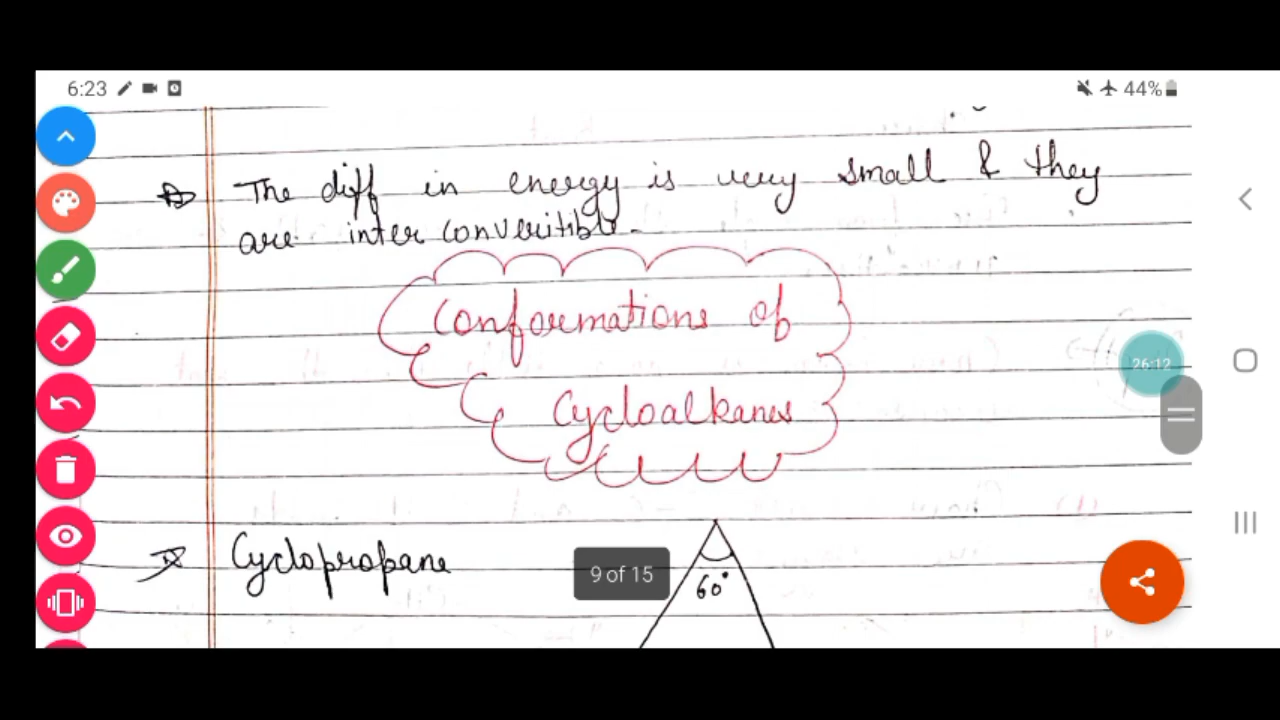 6:23
44%
The diff in energy is very small & they
are inter converitible.
Conformations of
Cycloalkanes
26:12
Cyclopropane
60°
9 of 15